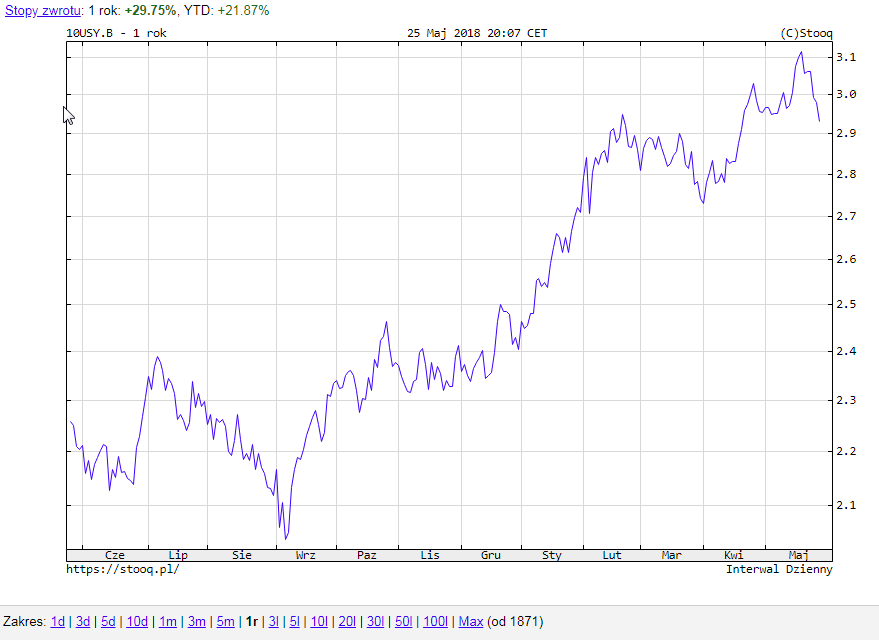 Stopy zwrotu: 1 rok: +29.75%, YTD: +21.87%
10USY.B - 1 rok 25 Maj 2018 20:07 CET (C)Stooq
3.1
3.0
2.9
2.8
2.7
2.6
2.5
2.4
2.3
2.2
2.1
Cze Lip Sie Wrz Paz Lis Gru Sty Lut Mar Kwi Maj
https://stooq.pl/ Interwal Dzienny
Zakres: 1d | 3d | 5d | 10d | 1m | 3m | 5m | 1r | 3l | 5l | 10l | 20l | 30l | 50l | 100l | Max (od 1871)